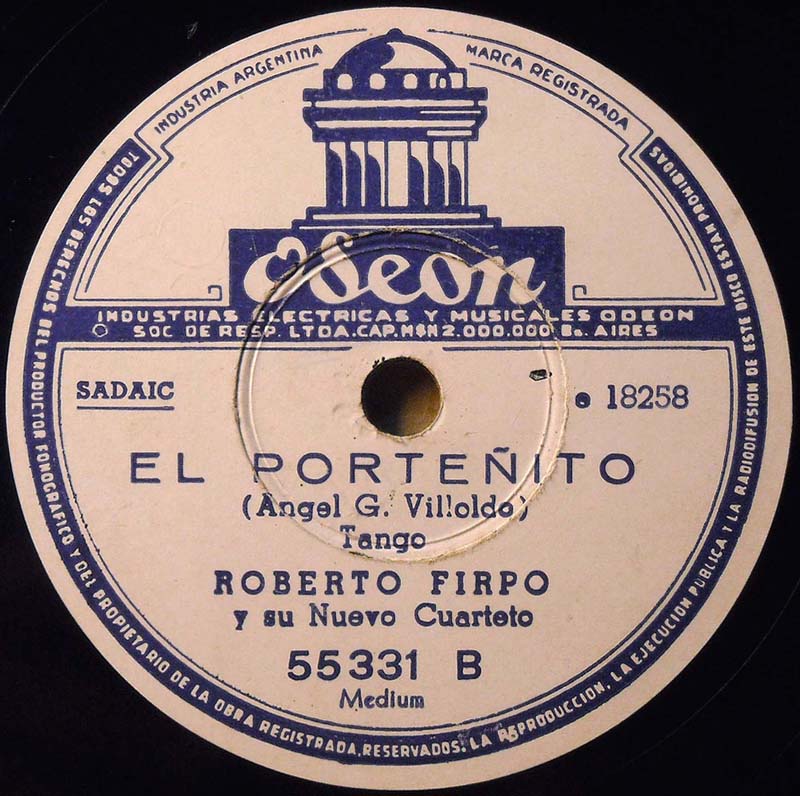 INDUSTRIA ARGENTINA
MARCA REGISTRADA
Odeon
INDUSTRIAS ELECTRICAS Y MUSICALES ODEON
SOC DE RESP. LTDA. CAP. M$N 2.000.000 Bs. AIRES
SADAIC
e 18258
EL PORTEÑITO
(Angel G. Villoldo)
Tango
ROBERTO FIRPO
y su Nuevo Cuarteto
55331 B
Medium
TODOS LOS DERECHOS DEL PRODUCTOR FONOGRAFICO Y DEL PROPIETARIO DE LA OBRA REGISTRADA, RESERVADOS. LA REPRODUCCION, LA EJECUCION PUBLICA Y LA RADIODIFUSION DE ESTE DISCO ESTAN PROHIBIDAS